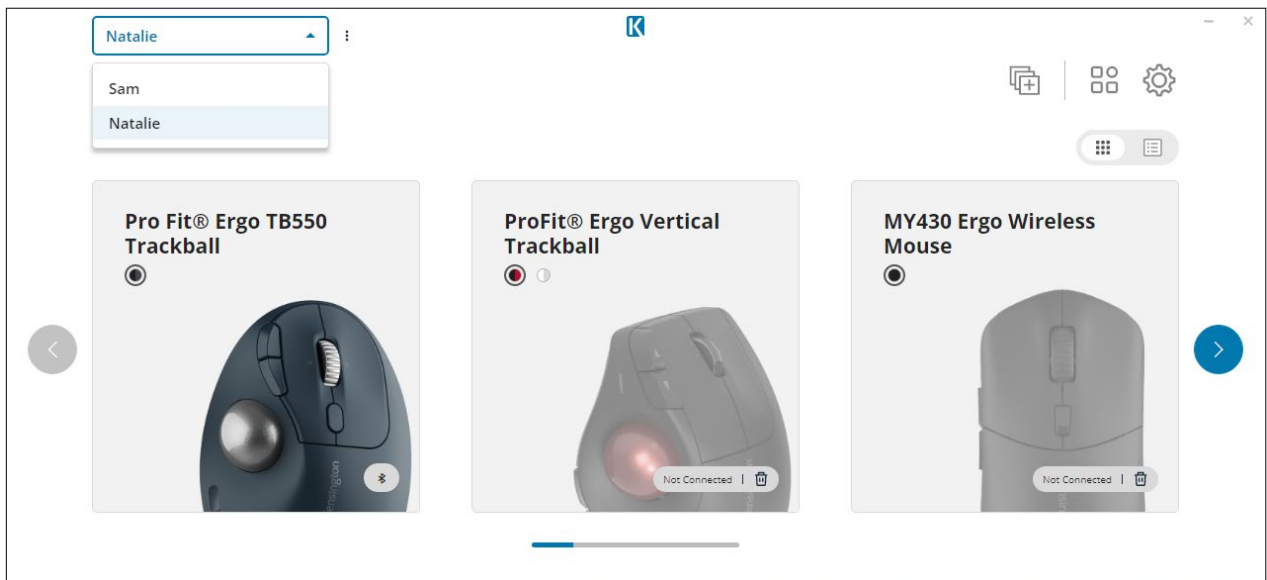 Natalie
K
Sam
Natalie
Pro Fit® Ergo TB550
Trackball
ProFit® Ergo Vertical
Trackball
MY430 Ergo Wireless
Mouse
ensington
Not Connected |
Not Connected |